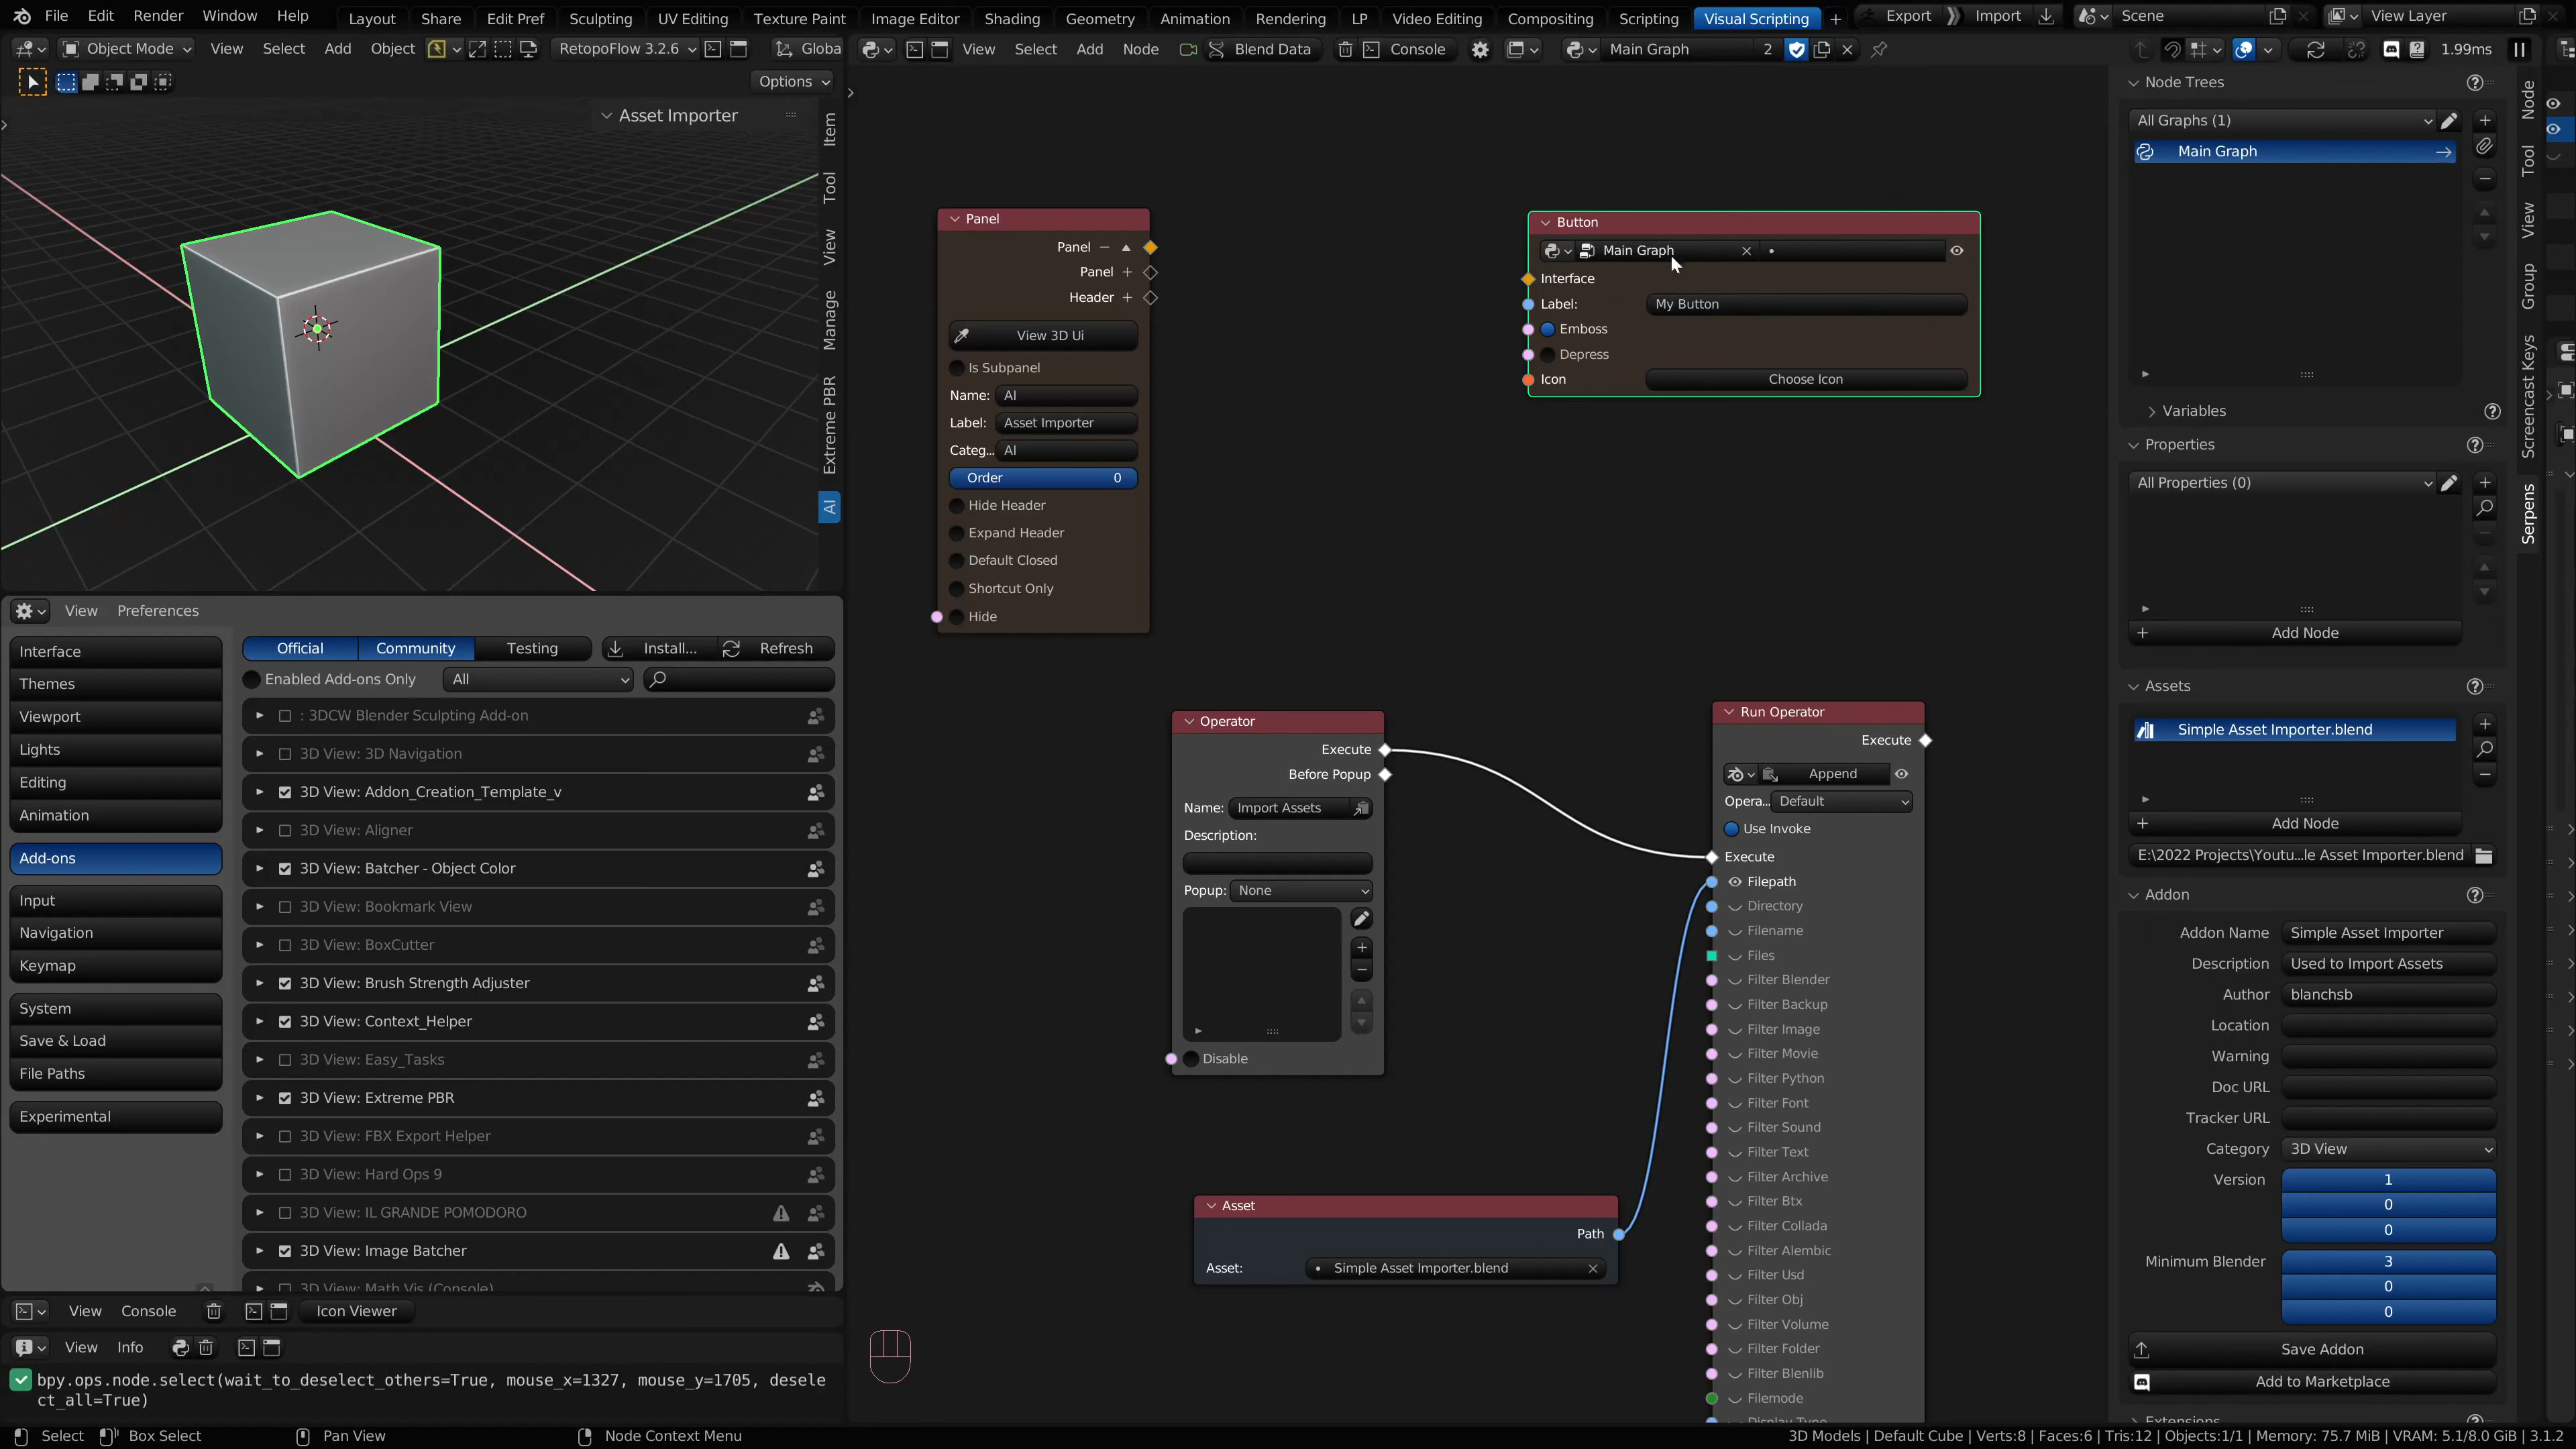 File Edit Render Window Help Layout Share Edit Pref Sculpting UV Editing Texture Paint Image Editor Shading Geometry Animation Rendering LP Video Editing Compositing Scripting Visual Scripting Export Import Scene View Layer
Object Mode View Select Add Object RetopoFlow 3.2.6 Globa
Options
Asset Importer
Item
Tool
View
Manage
Extreme PBR
AI
View Select Add Node Blend Data Console Main Graph 2 1.99ms
Panel
Panel
Panel
Header
View 3D Ui
Is Subpanel
Name: AI
Label: Asset Importer
Categ... AI
Order 0
Hide Header
Expand Header
Default Closed
Shortcut Only
Hide
Button
Main Graph
Interface
Label: My Button
Emboss
Depress
Icon Choose Icon
Operator
Execute
Before Popup
Name: Import Assets
Description:
Popup: None
Disable
Asset
Path
Asset: Simple Asset Importer.blend
Run Operator
Execute
Append
Opera... Default
Use Invoke
Execute
Filepath
Directory
Filename
Files
Filter Blender
Filter Backup
Filter Image
Filter Movie
Filter Python
Filter Font
Filter Sound
Filter Text
Filter Archive
Filter Btx
Filter Collada
Filter Alembic
Filter Usd
Filter Obj
Filter Volume
Filter Folder
Filter Blenlib
Filemode
Display Type
Node Trees
All Graphs (1)
Main Graph
Variables
Properties
All Properties (0)
Add Node
Assets
Simple Asset Importer.blend
Add Node
E:\2022 Projects\Youtu...le Asset Importer.blend
Addon
Addon Name Simple Asset Importer
Description Used to Import Assets
Author blanchsb
Location
Warning
Doc URL
Tracker URL
Category 3D View
Version 1
0
0
Minimum Blender 3
0
0
Save Addon
Add to Marketplace
Extensions
Node
Tool
View
Group
Screencast Keys
Serpens
View Preferences
Interface
Themes
Viewport
Lights
Editing
Animation
Add-ons
Input
Navigation
Keymap
System
Save & Load
File Paths
Experimental
Official Community Testing Install... Refresh
Enabled Add-ons Only All
: 3DCW Blender Sculpting Add-on
3D View: 3D Navigation
3D View: Addon_Creation_Template_v
3D View: Aligner
3D View: Batcher - Object Color
3D View: Bookmark View
3D View: BoxCutter
3D View: Brush Strength Adjuster
3D View: Context_Helper
3D View: Easy_Tasks
3D View: Extreme PBR
3D View: FBX Export Helper
3D View: Hard Ops 9
3D View: IL GRANDE POMODORO
3D View: Image Batcher
3D View: Math Vis (Console)
View Console Icon Viewer
View Info
bpy.ops.node.select(wait_to_deselect_others=True, mouse_x=1327, mouse_y=1705, desele
ct_all=True)
Select Box Select Pan View Node Context Menu 3D Models | Default Cube | Verts:8 | Faces:6 | Tris:12 | Objects:1/1 | Memory: 75.7 MiB | VRAM: 5.1/8.0 GiB | 3.1.2